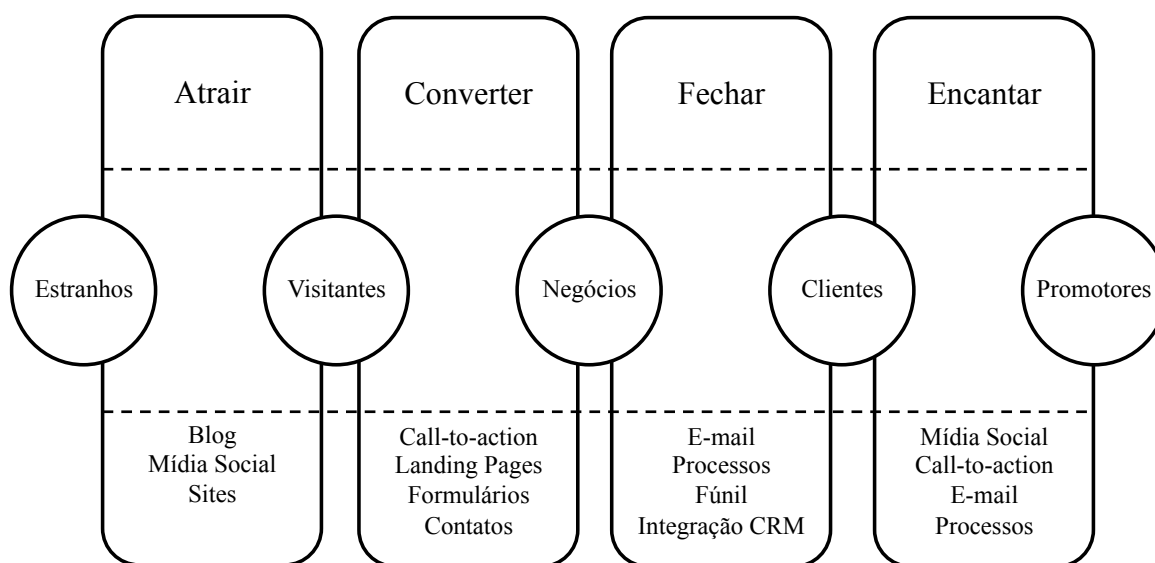 Atrair
Converter
Fechar
Encantar
Estranhos
Visitantes
Negócios
Clientes
Promotores
Blog
Mídia Social
Sites
Call-to-action
Landing Pages
Formulários
Contatos
E-mail
Processos
Fúnil
Integração CRM
Mídia Social
Call-to-action
E-mail
Processos